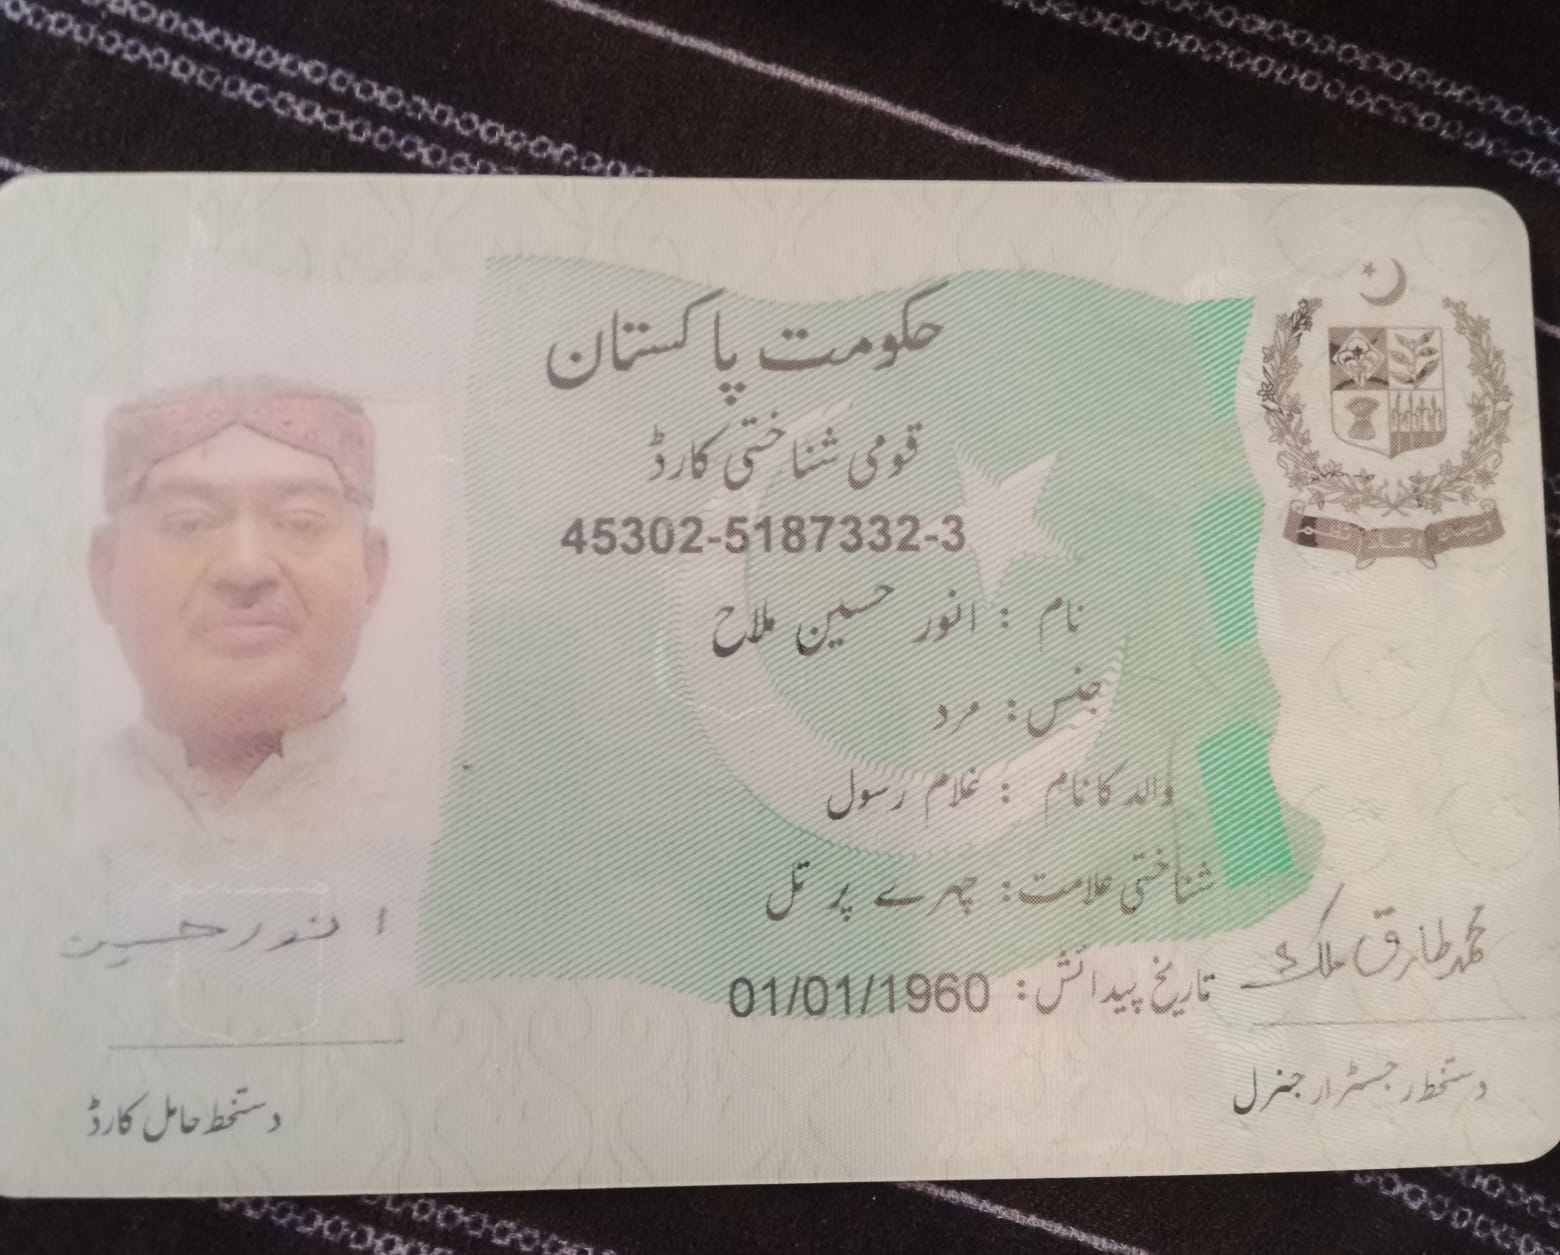 حکومت پاکستان
قومی شناختی کارڈ
45302-5187332-3
نام : انور حسین ملاح
جنس: مرد
والد کا نام : غلام رسول
شناختی علامت: چہرے پر تل
تاریخ پیدائش: 01/01/1960
انور حسین
محمد طارق ملک
دستخط حامل کارڈ
دستخط رجسٹرار جنرل